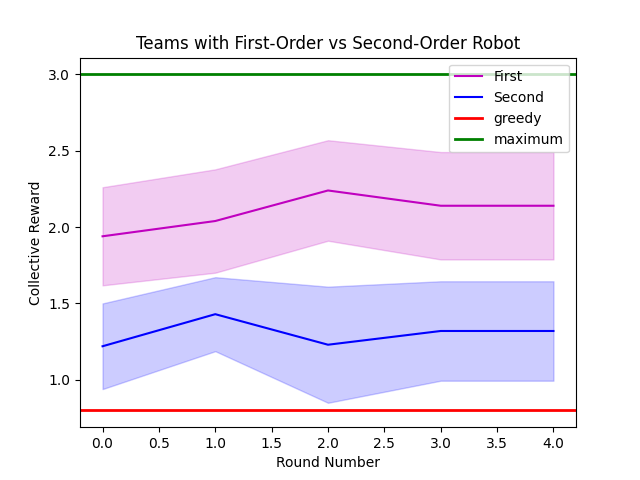 Teams with First-Order vs Second-Order Robot
3.0
2.5
2.0
1.5
1.0
Collective Reward
First
Second
greedy
maximum
0.0 0.5 1.0 1.5 2.0 2.5 3.0 3.5 4.0
Round Number